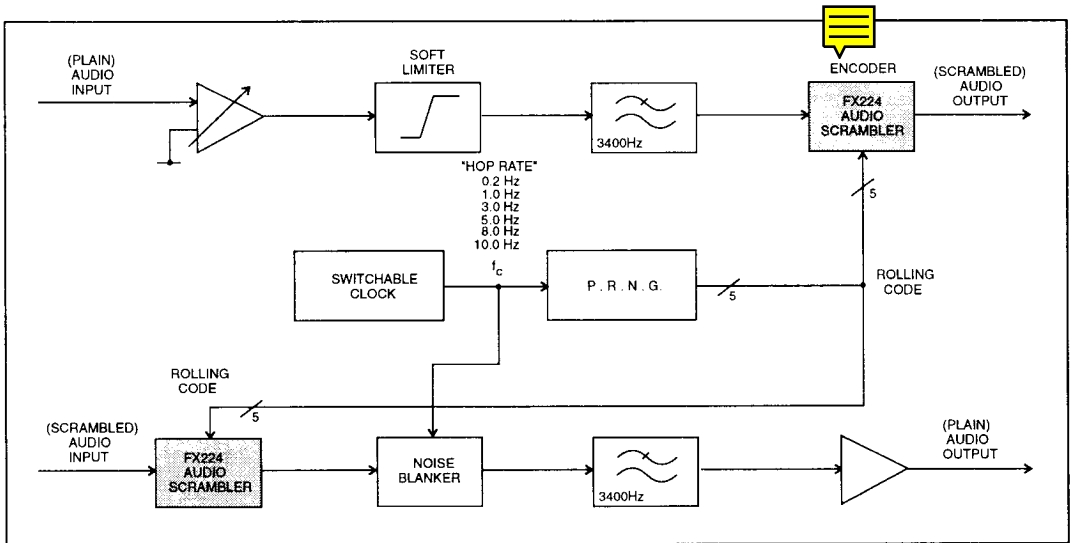 (PLAIN)
AUDIO
INPUT
SOFT
LIMITER
3400Hz
ENCODER
FX224
AUDIO
SCRAMBLER
(SCRAMBLED)
AUDIO
OUTPUT
5
"HOP RATE"
0.2 Hz
1.0 Hz
3.0 Hz
5.0 Hz
8.0 Hz
10.0 Hz
fc
SWITCHABLE
CLOCK
P . R . N . G.
5
ROLLING
CODE
ROLLING
CODE
5
(SCRAMBLED)
AUDIO
INPUT
FX224
AUDIO
SCRAMBLER
NOISE
BLANKER
3400Hz
(PLAIN)
AUDIO
OUTPUT